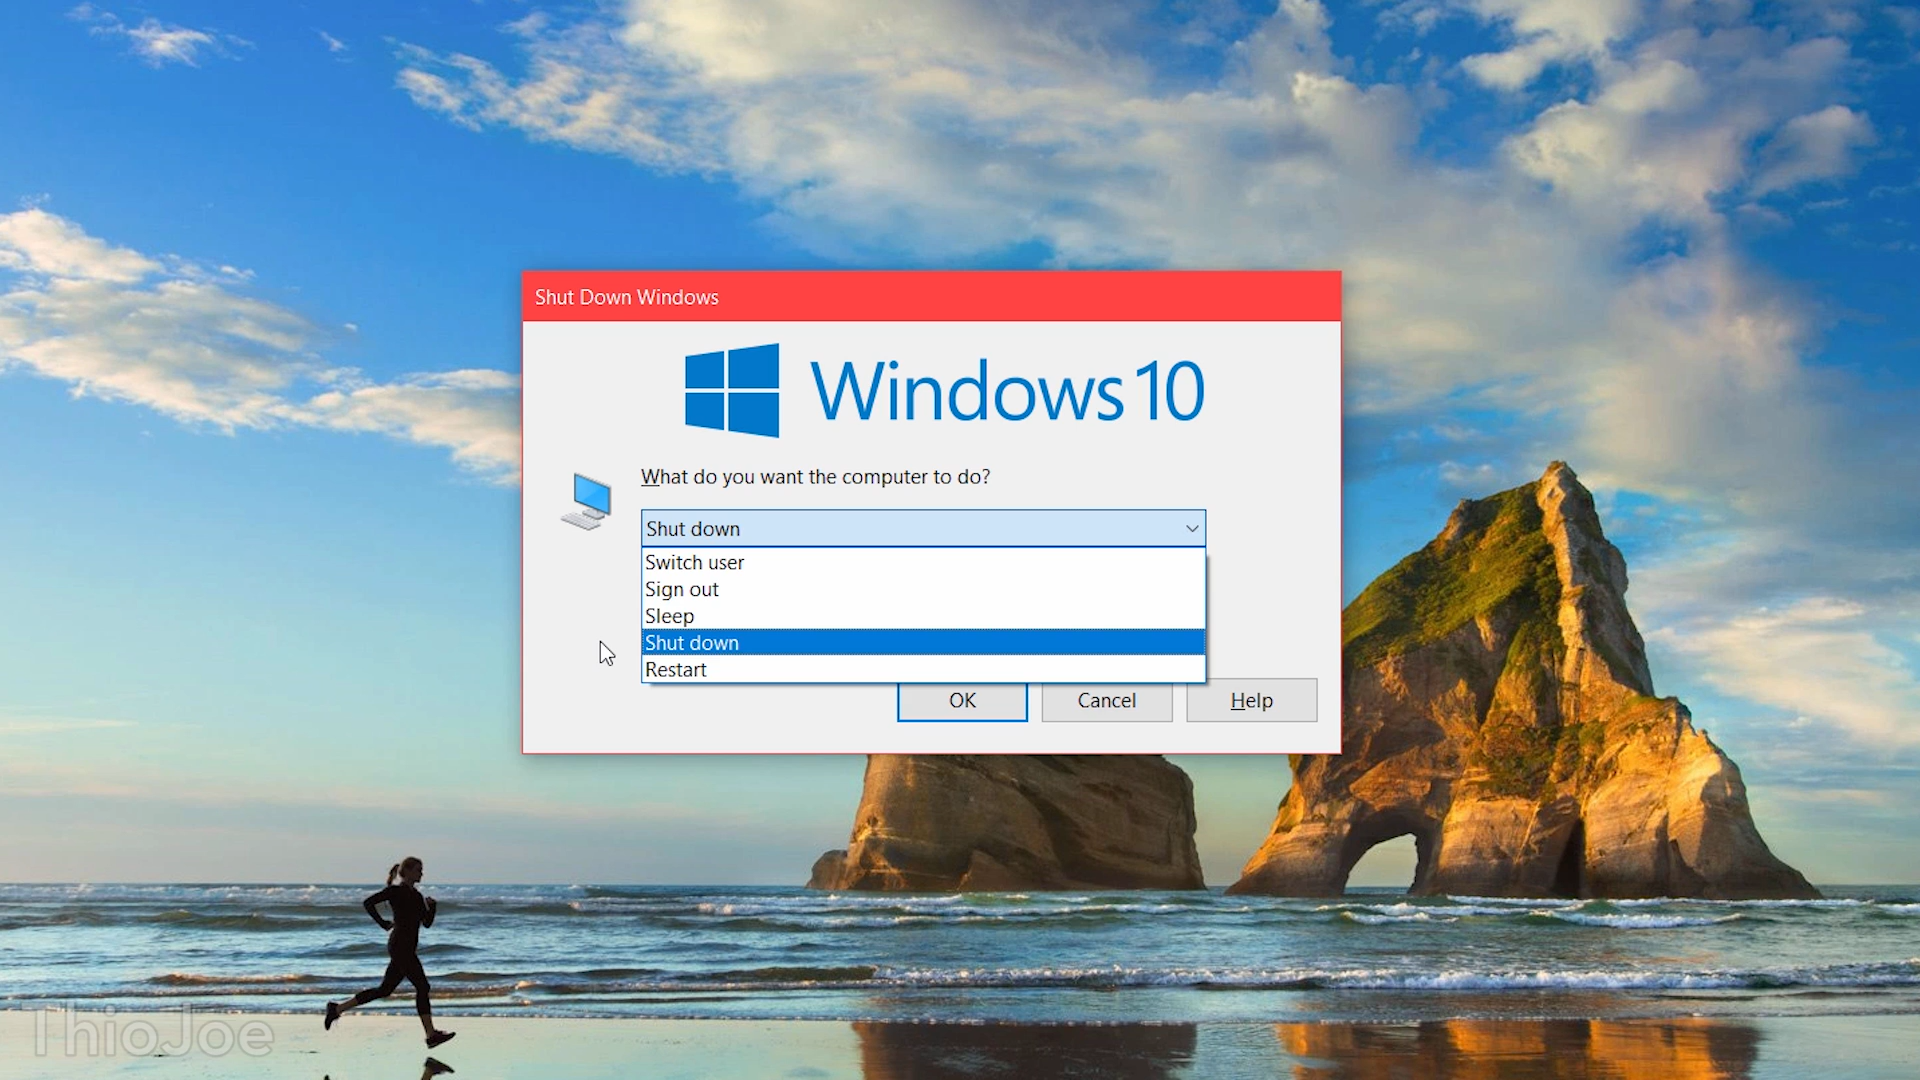 Shut Down Windows
Windows 10
What do you want the computer to do?
Shut down
Switch user
Sign out
Sleep
Shut down
Restart
OK
Cancel
Help
ThioJoe